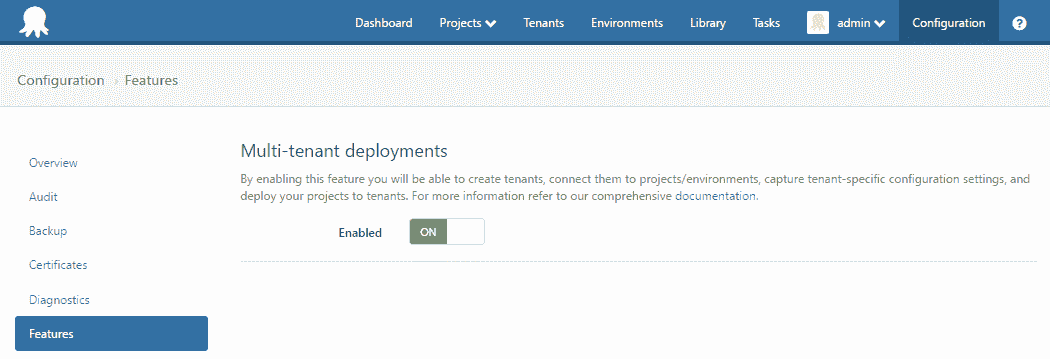 Dashboard Projects Tenants Environments Library Tasks admin Configuration ?
Configuration › Features
Overview
Audit
Backup
Certificates
Diagnostics
Features
Multi-tenant deployments
By enabling this feature you will be able to create tenants, connect them to projects/environments, capture tenant-specific configuration settings, and
deploy your projects to tenants. For more information refer to our comprehensive documentation.
Enabled ON